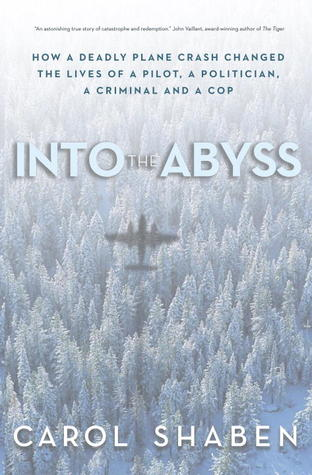 "An astonishing true story of catastrophe and redemption." John Vaillant, award-winning author of The Tiger
HOW A DEADLY PLANE CRASH CHANGED
THE LIVES OF A PILOT, A POLITICIAN,
A CRIMINAL AND A COP
INTO THE ABYSS
CAROL SHABEN